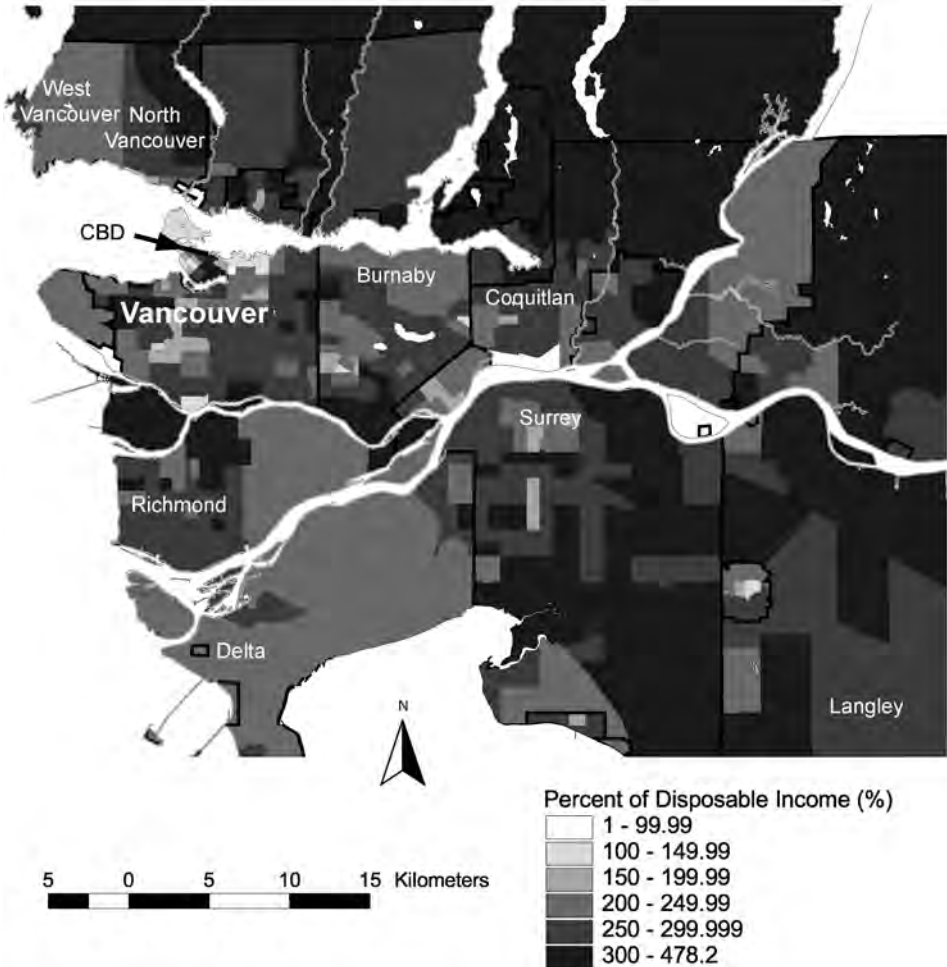 West
Vancouver
North
Vancouver
CBD
Burnaby
Coquitlan
Vancouver
Surrey
Richmond
Delta
Langley
N
Percent of Disposable Income (%)
1 - 99.99
100 - 149.99
150 - 199.99
200 - 249.99
250 - 299.999
300 - 478.2
5 0 5 10 15 Kilometers